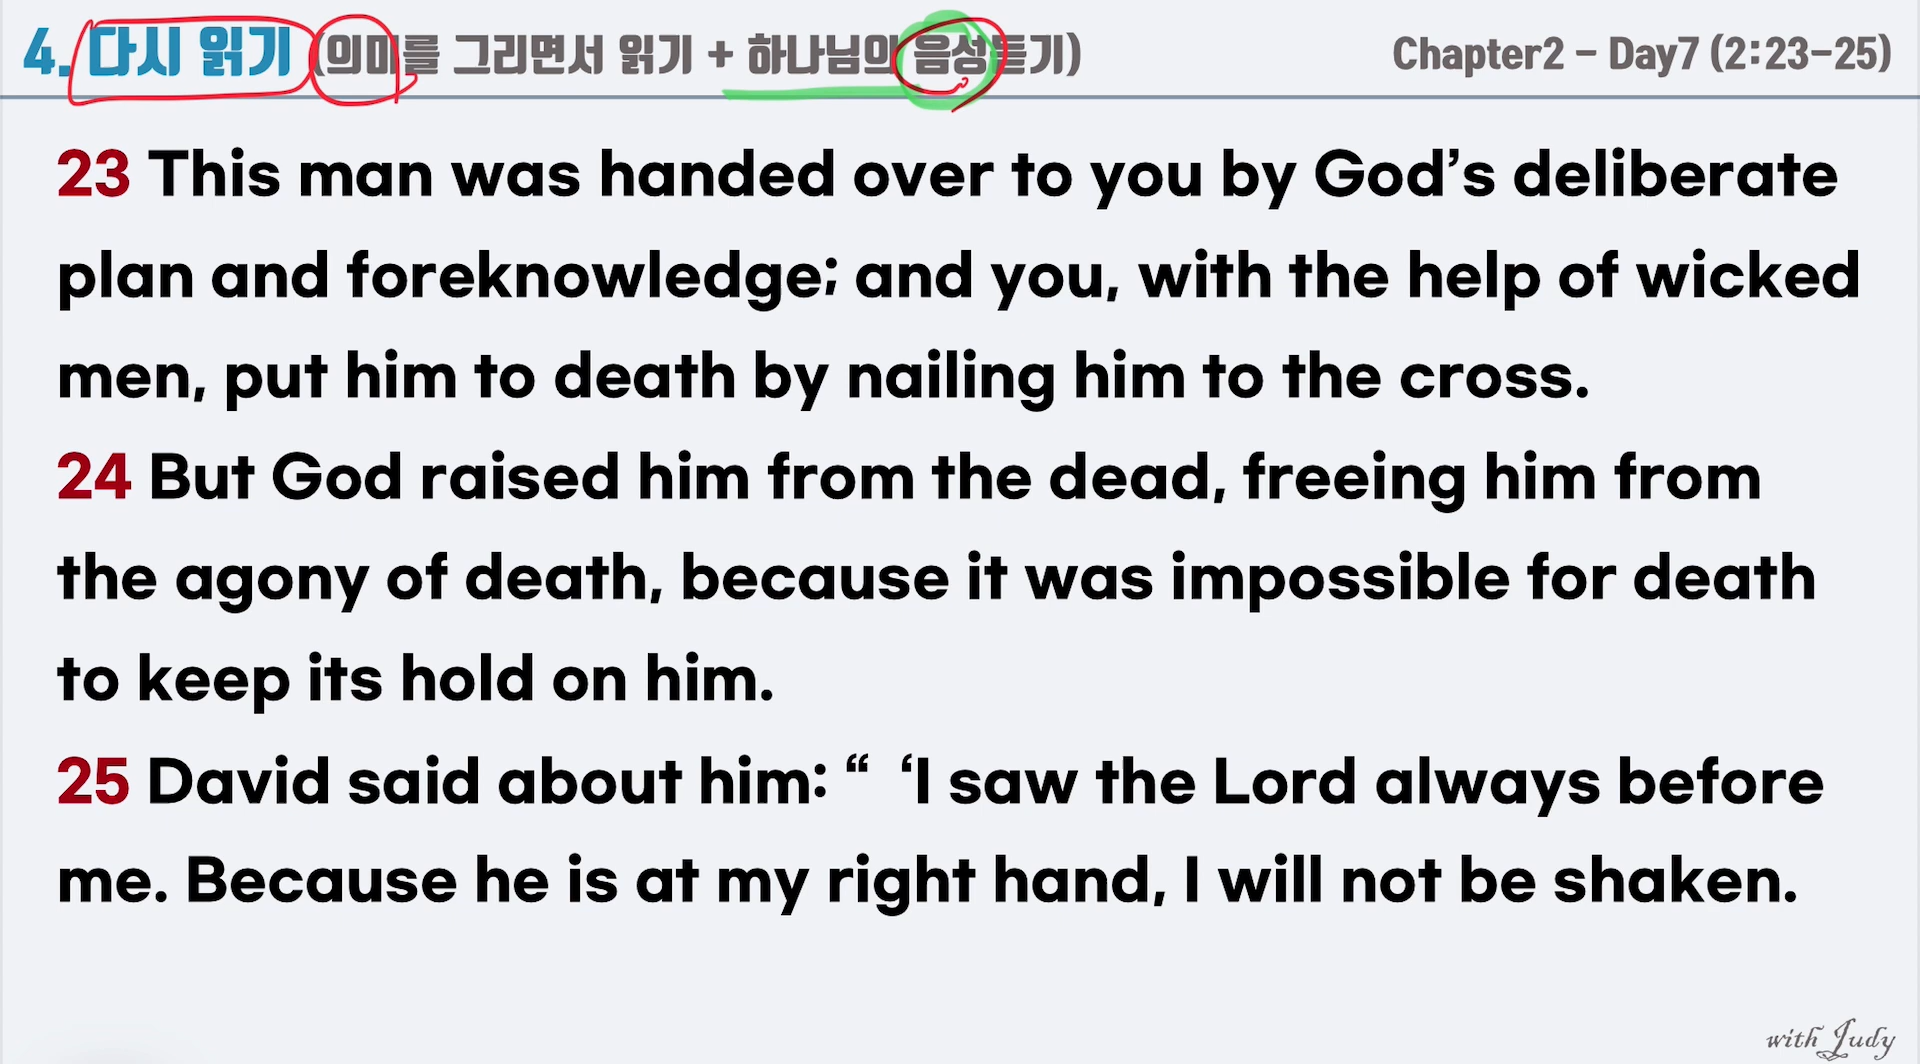 4. 다시 읽기 (의미를 그리면서 읽기 + 하나님의 음성듣기) Chapter2 - Day7 (2:23-25)
23 This man was handed over to you by God’s deliberate
plan and foreknowledge; and you, with the help of wicked
men, put him to death by nailing him to the cross.
24 But God raised him from the dead, freeing him from
the agony of death, because it was impossible for death
to keep its hold on him.
25 David said about him: “ ‘I saw the Lord always before
me. Because he is at my right hand, I will not be shaken.
with Judy